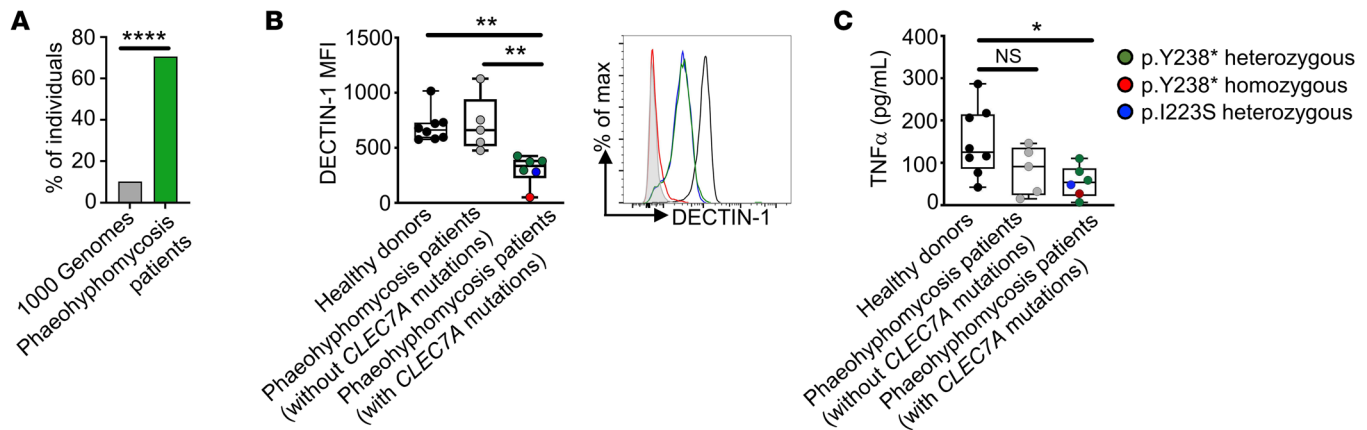 A
% of individuals
80
60
40
20
0
****
1000 Genomes
Phaeohyphomycosis
patients
B
DECTIN-1 MFI
1500
1000
500
0
**
**
Healthy donors
Phaeohyphomycosis patients
(without CLEC7A mutations)
Phaeohyphomycosis patients
(with CLEC7A mutations)
% of max
DECTIN-1
C
TNFα (pg/mL)
400
300
200
100
0
*
NS
Healthy donors
Phaeohyphomycosis patients
(without CLEC7A mutations)
Phaeohyphomycosis patients
(with CLEC7A mutations)
p.Y238* heterozygous
p.Y238* homozygous
p.I223S heterozygous